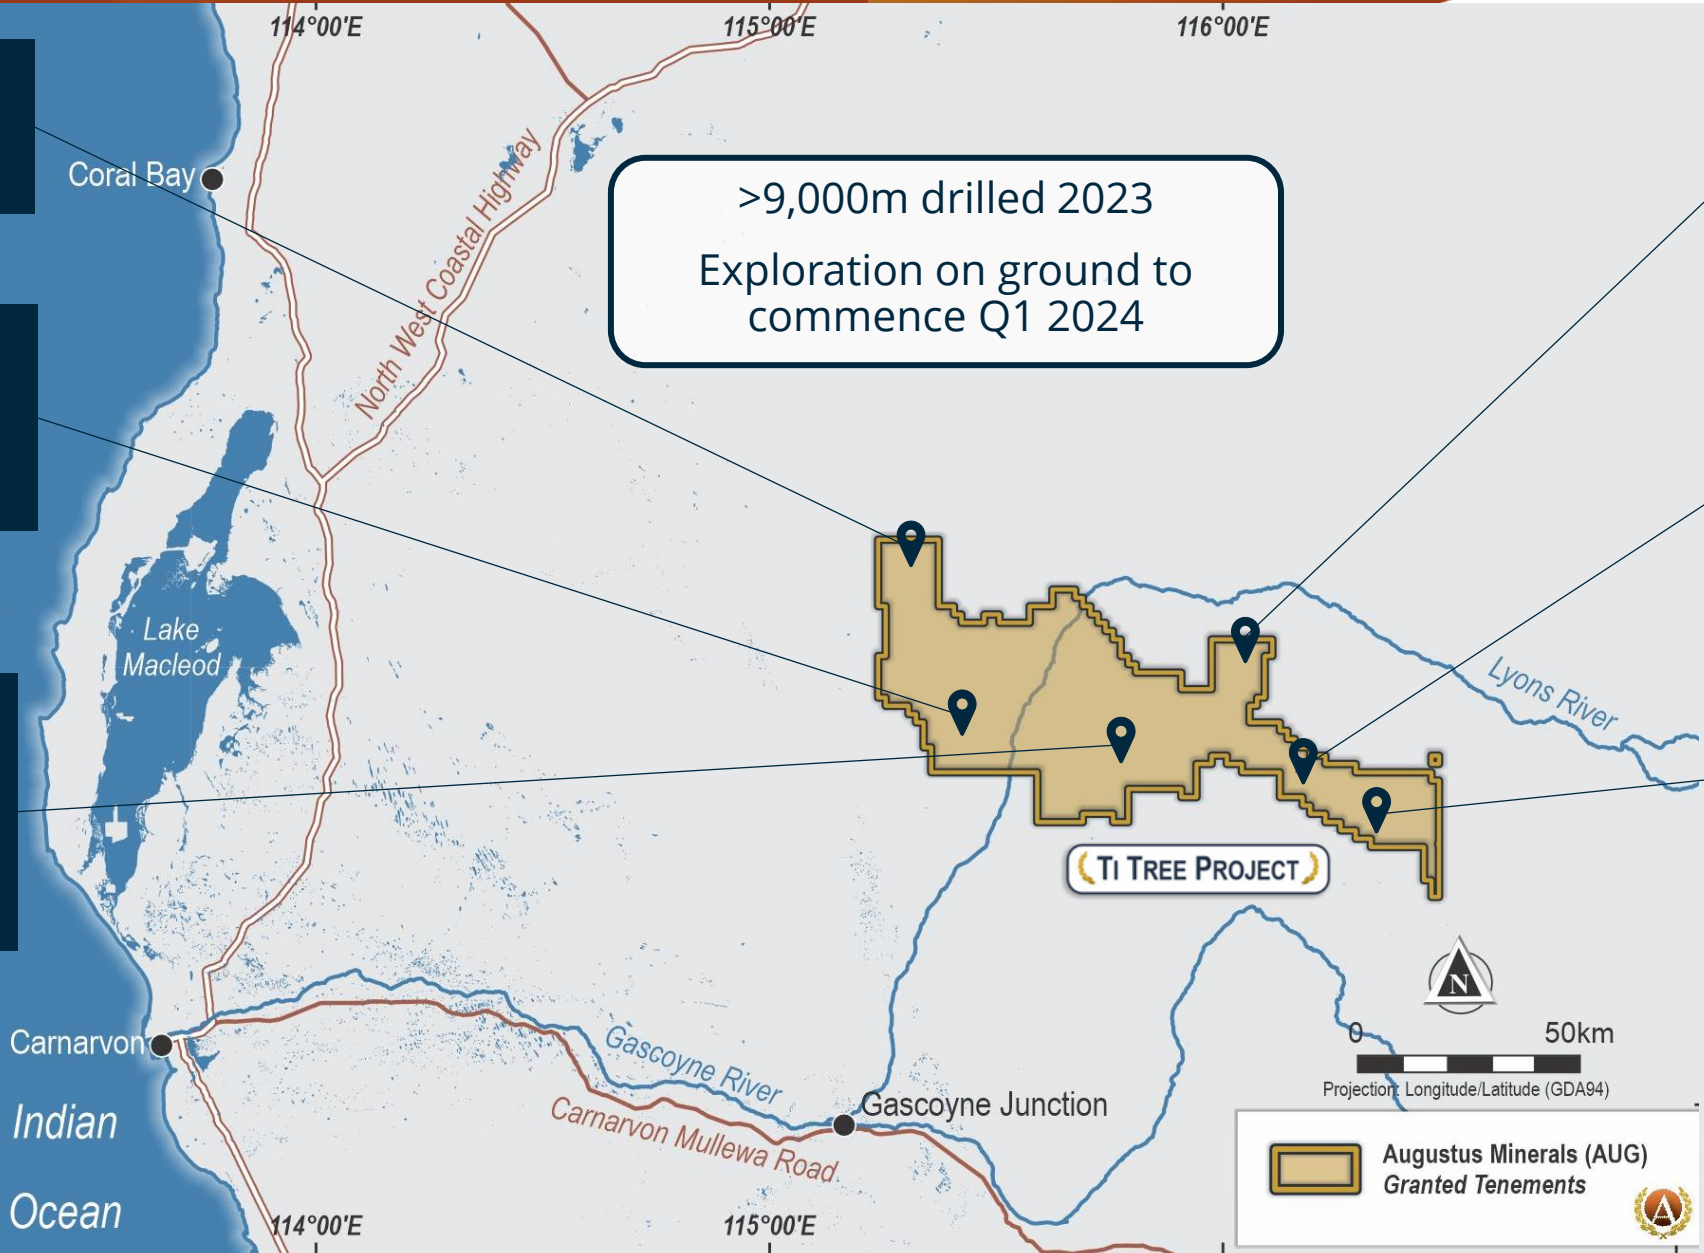 114°00'E
115°00'E
116°00'E
Coral Bay
North West Coastal Highway
>9,000m drilled 2023
Exploration on ground to
commence Q1 2024
Lake
Macleod
Lyons River
TI TREE PROJECT
N
0 50km
Projection: Longitude/Latitude (GDA94)
Carnarvon
Gascoyne River
Gascoyne Junction
Carnarvon Mullewa Road
Indian
Ocean
Augustus Minerals (AUG)
Granted Tenements
A
114°00'E
115°00'E